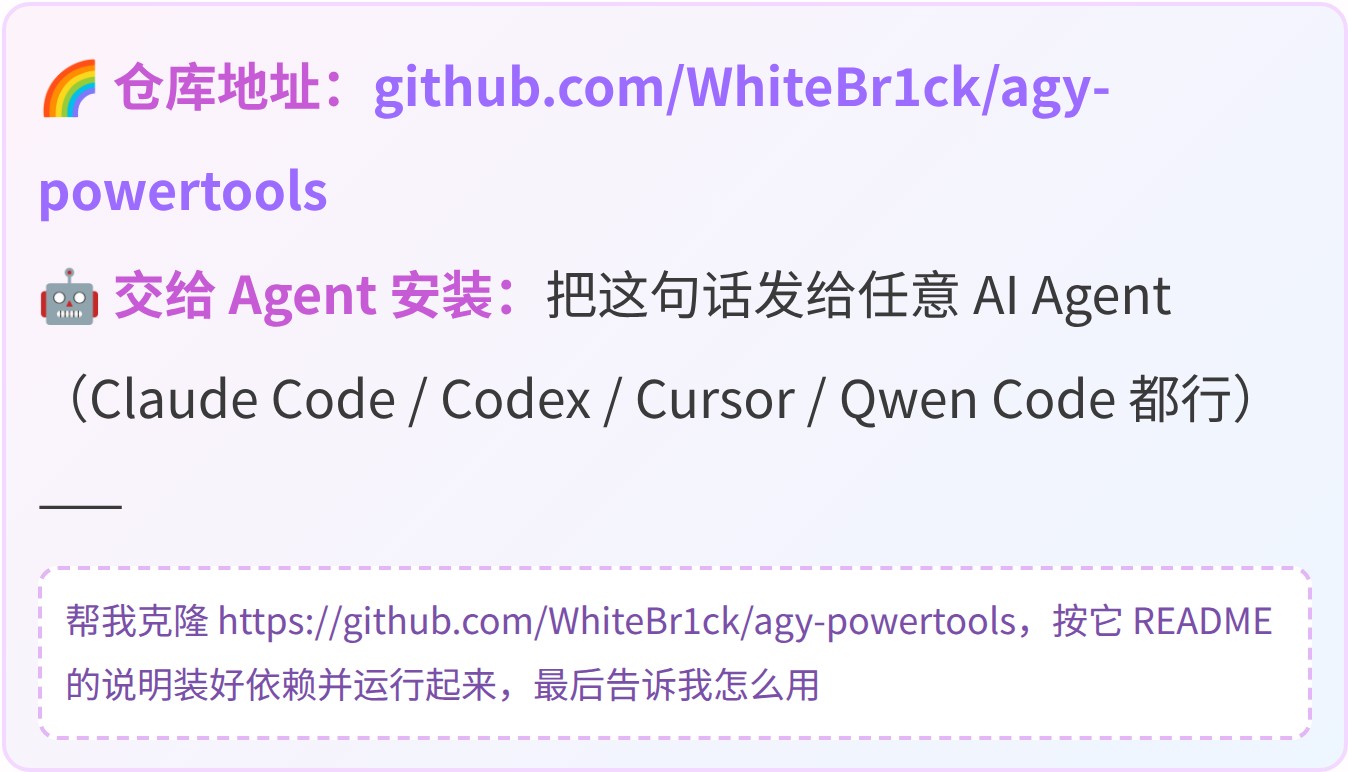 🌈 仓库地址：github.com/WhiteBr1ck/agy-
powertools
🤖 交给 Agent 安装：把这句话发给任意 AI Agent
（Claude Code / Codex / Cursor / Qwen Code 都行）
——
帮我克隆 https://github.com/WhiteBr1ck/agy-powertools，按它 README
的说明装好依赖并运行起来，最后告诉我怎么用